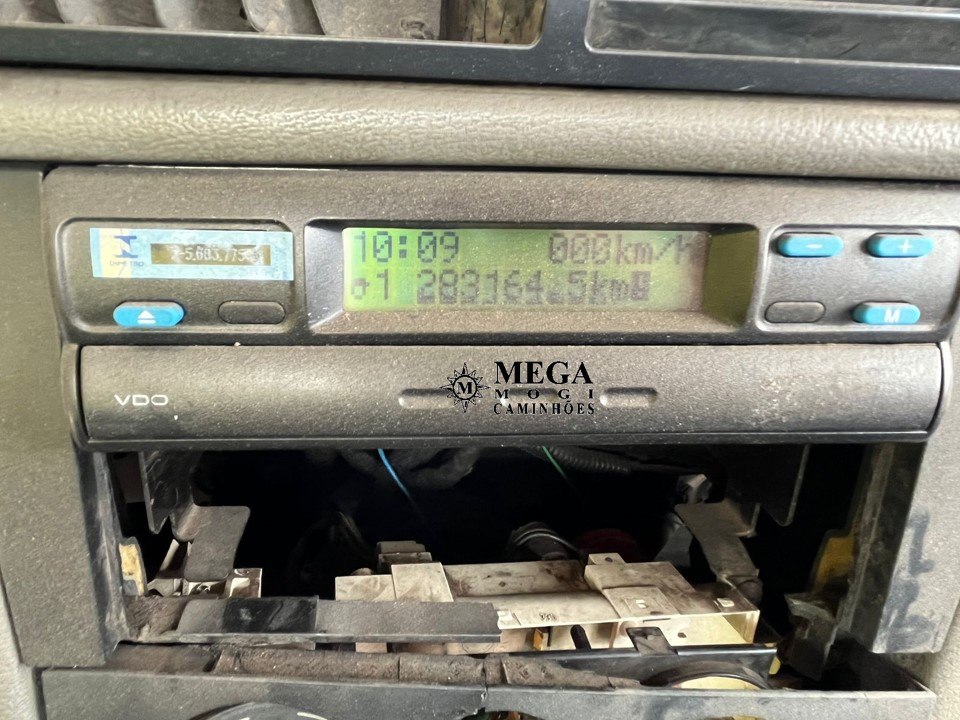 10:09 000km/h
1 283164.5km
− +
M
VDO
M
MEGA
MOGI
CAMINHÕES